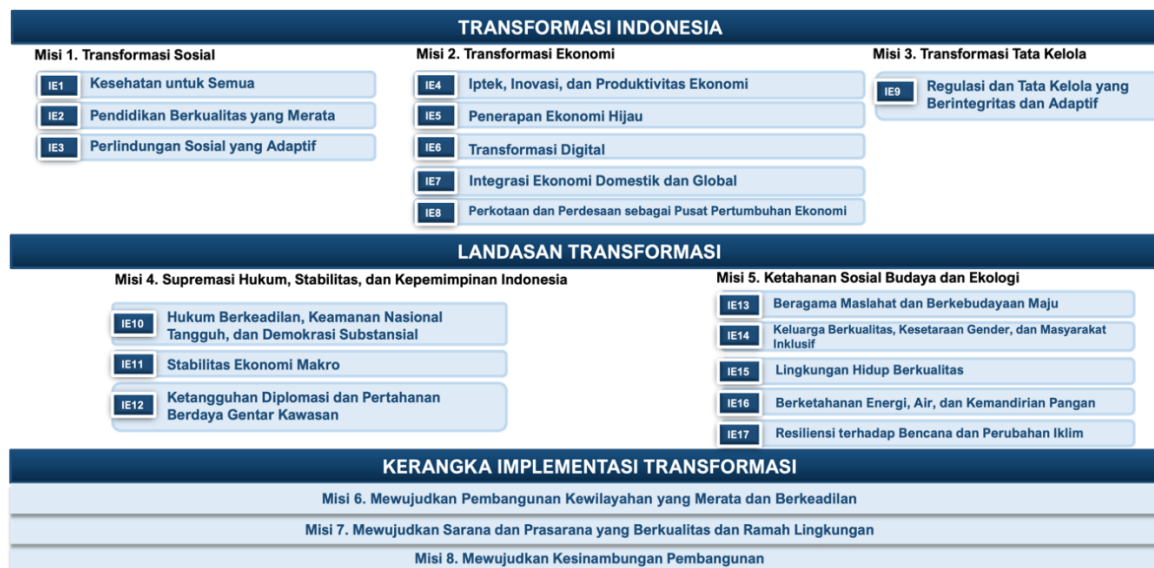 TRANSFORMASI INDONESIA
Misi 1. Transformasi Sosial
IE1 Kesehatan untuk Semua
IE2 Pendidikan Berkualitas yang Merata
IE3 Perlindungan Sosial yang Adaptif
Misi 2. Transformasi Ekonomi
IE4 Iptek, Inovasi, dan Produktivitas Ekonomi
IE5 Penerapan Ekonomi Hijau
IE6 Transformasi Digital
IE7 Integrasi Ekonomi Domestik dan Global
IE8 Perkotaan dan Perdesaan sebagai Pusat Pertumbuhan Ekonomi
Misi 3. Transformasi Tata Kelola
IE9 Regulasi dan Tata Kelola yang
Berintegritas dan Adaptif
LANDASAN TRANSFORMASI
Misi 4. Supremasi Hukum, Stabilitas, dan Kepemimpinan Indonesia
IE10 Hukum Berkeadilan, Keamanan Nasional
Tangguh, dan Demokrasi Substansial
IE11 Stabilitas Ekonomi Makro
IE12 Ketangguhan Diplomasi dan Pertahanan
Berdaya Gentar Kawasan
Misi 5. Ketahanan Sosial Budaya dan Ekologi
IE13 Beragama Maslahat dan Berkebudayaan Maju
IE14 Keluarga Berkualitas, Kesetaraan Gender, dan Masyarakat
Inklusif
IE15 Lingkungan Hidup Berkualitas
IE16 Berketahanan Energi, Air, dan Kemandirian Pangan
IE17 Resiliensi terhadap Bencana dan Perubahan Iklim
KERANGKA IMPLEMENTASI TRANSFORMASI
Misi 6. Mewujudkan Pembangunan Kewilayahan yang Merata dan Berkeadilan
Misi 7. Mewujudkan Sarana dan Prasarana yang Berkualitas dan Ramah Lingkungan
Misi 8. Mewujudkan Kesinambungan Pembangunan